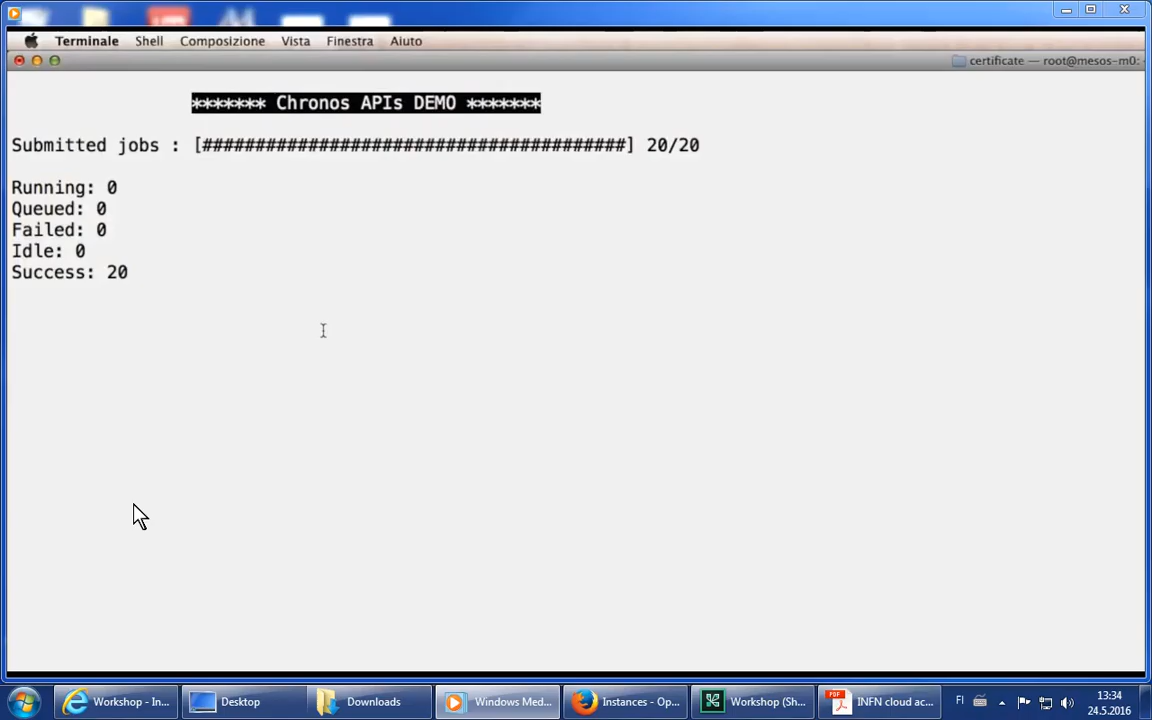 Terminale Shell Composizione Vista Finestra Aiuto
certificate — root@mesos-m0:
******* Chronos APIs DEMO *******
Submitted jobs : [########################################] 20/20
Running: 0
Queued: 0
Failed: 0
Idle: 0
Success: 20
Workshop - In... Desktop Downloads Windows Med... Instances - Op... Workshop (Sh... INFN cloud ac... FI 13:34
24.5.2016